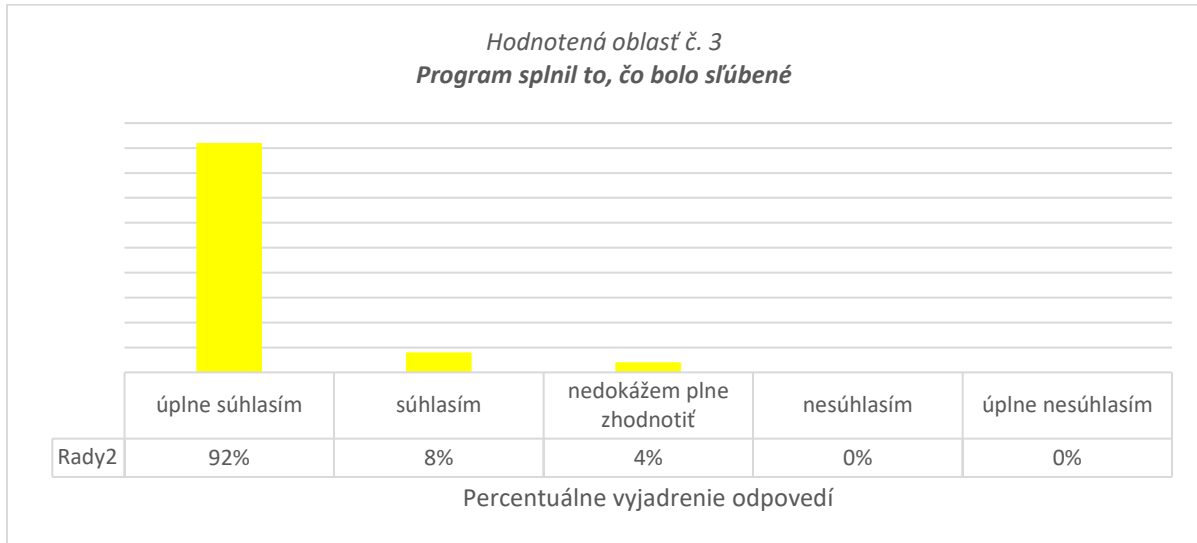 Hodnotená oblasť č. 3
Program splnil to, čo bolo sľúbené
úplne súhlasím súhlasím nedokážem plne zhodnotiť nesúhlasím úplne nesúhlasím
Rady2 92% 8% 4% 0% 0%
Percentuálne vyjadrenie odpovedí